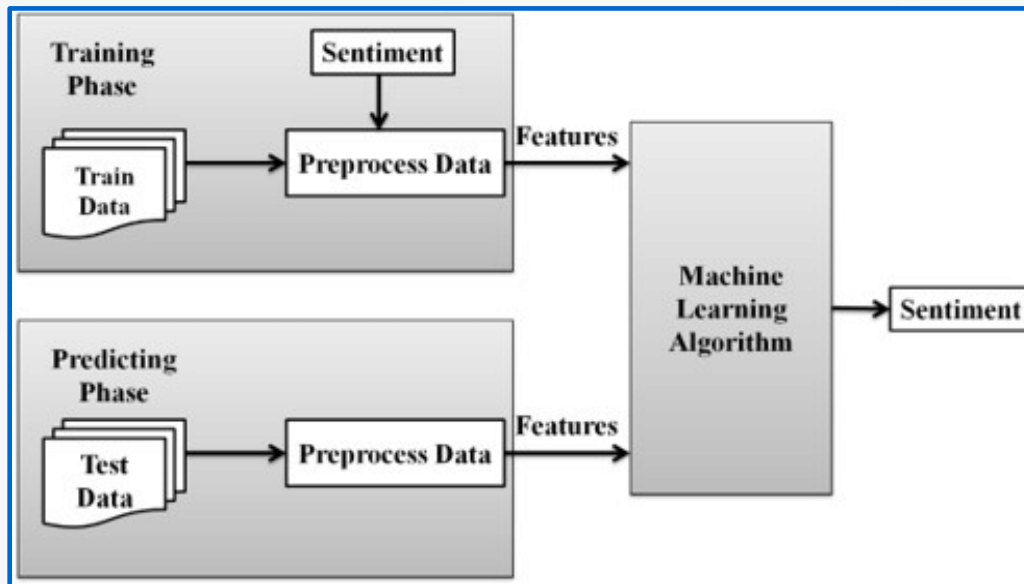 Training
Phase
Sentiment
Train
Data
Preprocess Data
Features
Predicting
Phase
Test
Data
Preprocess Data
Features
Machine
Learning
Algorithm
Sentiment